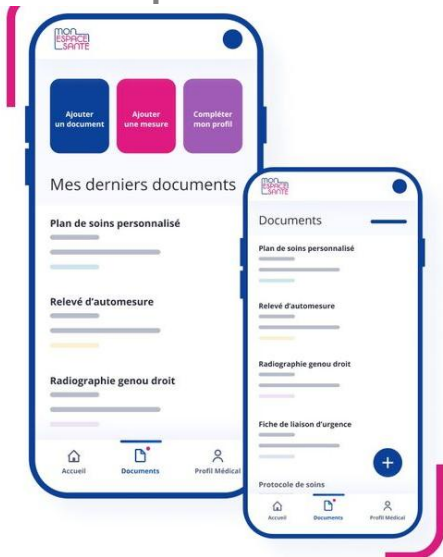 MON
ESPACE
SANTÉ
Ajouter
un document
Ajouter
une mesure
Compléter
mon profil
Mes derniers documents
Plan de soins personnalisé
Relevé d'automesure
Radiographie genou droit
Accueil
Documents
Profil Médical
MON
ESPACE
SANTÉ
Documents
Plan de soins personnalisé
Relevé d'automesure
Radiographie genou droit
Fiche de liaison d'urgence
Protocole de soins
Accueil
Documents
Profil Médical